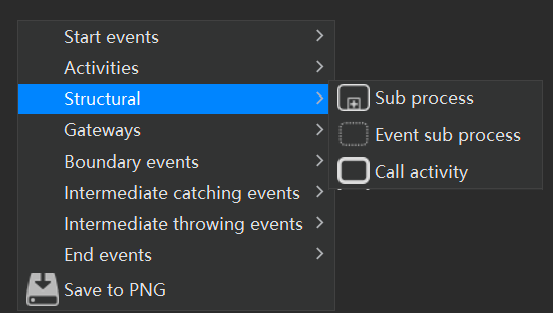 Start events
Activities
Structural
Gateways
Boundary events
Intermediate catching events
Intermediate throwing events
End events
Save to PNG
Sub process
Event sub process
Call activity